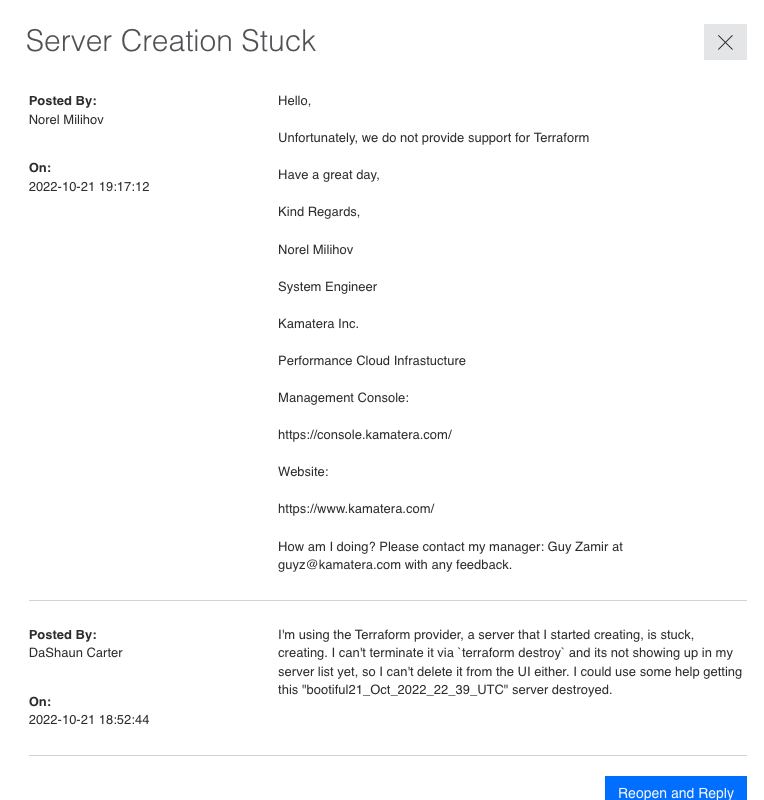 Server Creation Stuck
Posted By:
Norel Milihov
On:
2022-10-21 19:17:12
Hello,
Unfortunately, we do not provide support for Terraform
Have a great day,
Kind Regards,
Norel Milihov
System Engineer
Kamatera Inc.
Performance Cloud Infrastucture
Management Console:
https://console.kamatera.com/
Website:
https://www.kamatera.com/
How am I doing? Please contact my manager: Guy Zamir at
guyz@kamatera.com with any feedback.
Posted By:
DaShaun Carter
On:
2022-10-21 18:52:44
I'm using the Terraform provider, a server that I started creating, is stuck,
creating. I can't terminate it via `terraform destroy` and its not showing up in my
server list yet, so I can't delete it from the UI either. I could use some help getting
this "bootiful21_Oct_2022_22_39_UTC" server destroyed.
Reopen and Reply